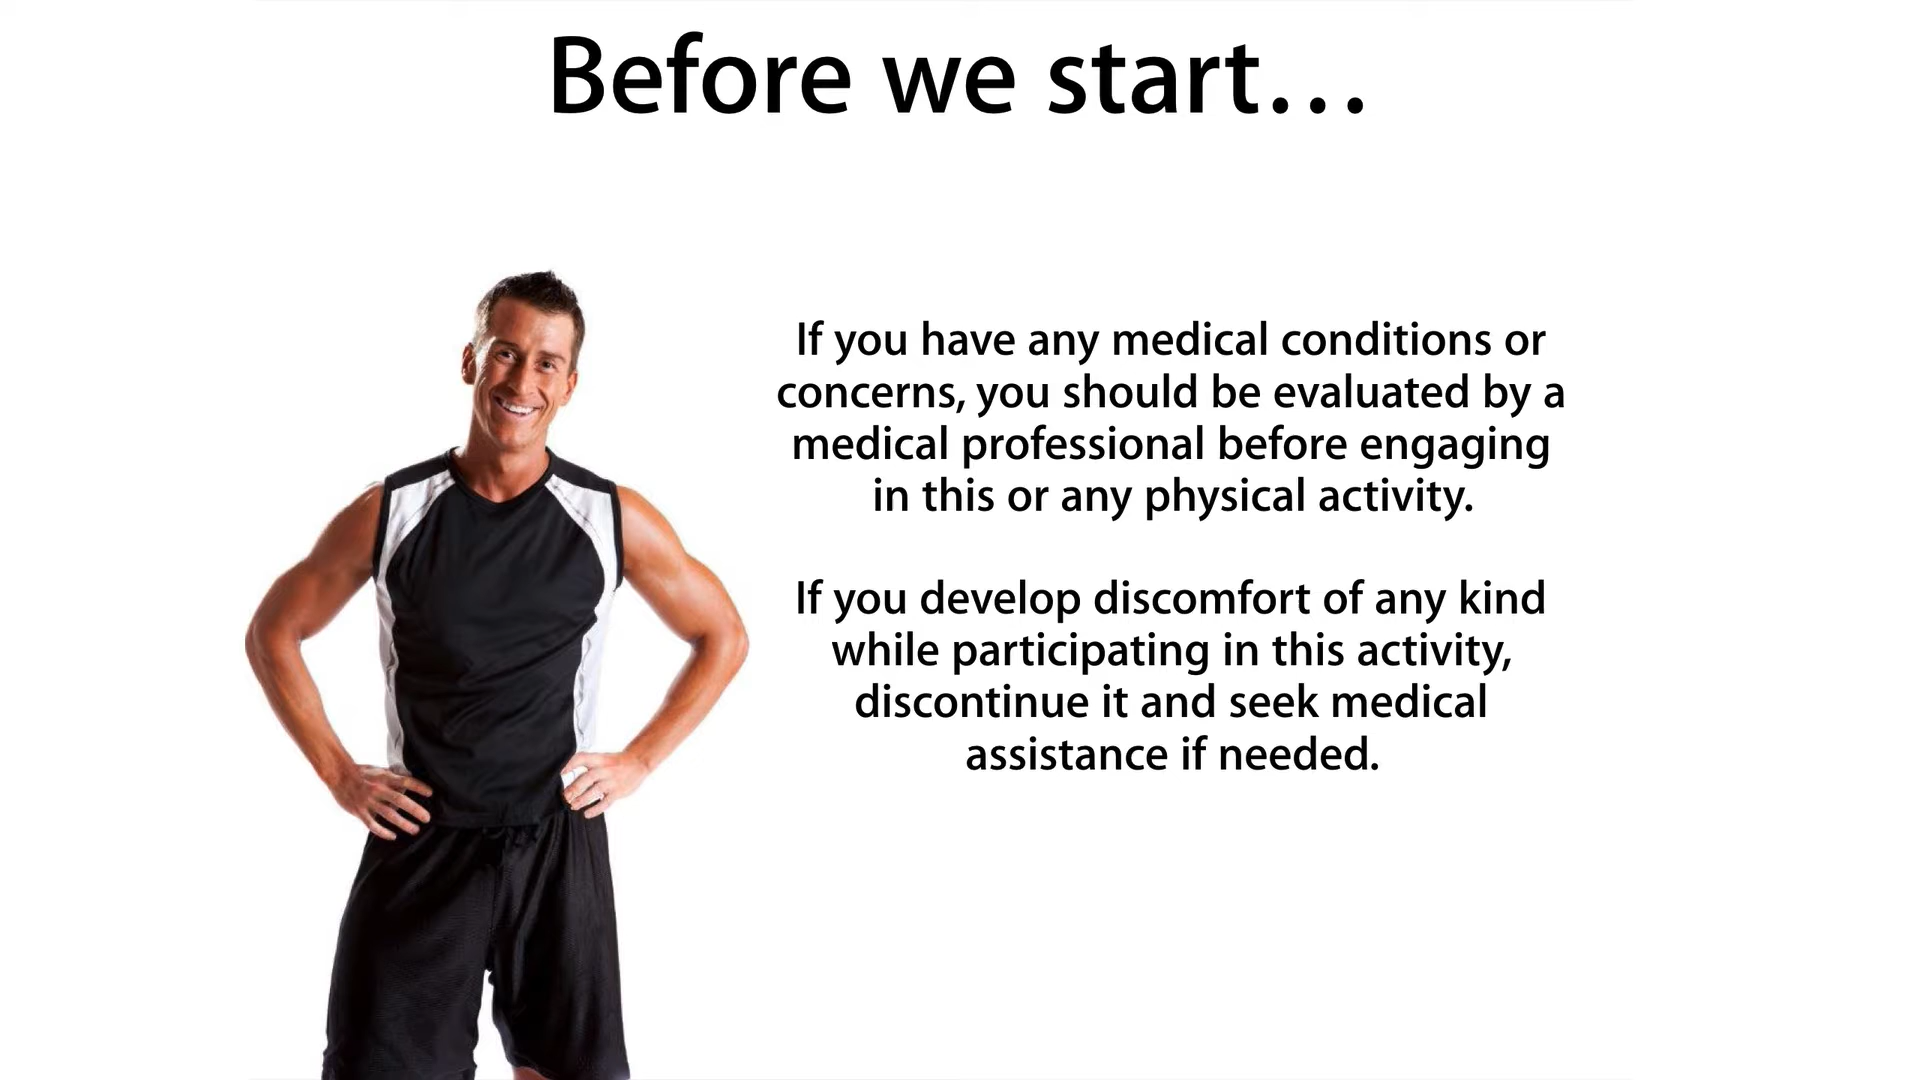 Before we start…
If you have any medical conditions or
concerns, you should be evaluated by a
medical professional before engaging
in this or any physical activity.
If you develop discomfort of any kind
while participating in this activity,
discontinue it and seek medical
assistance if needed.